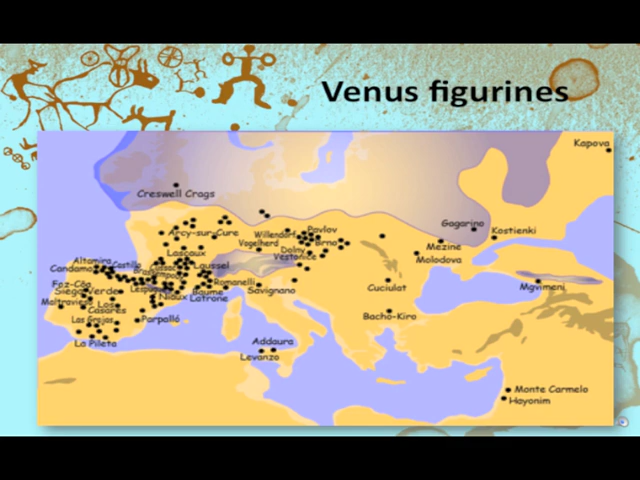 Venus figurines
Kapova
Creswell Crags
Gagarino
Kostienki
Arcy-sur-Cure
Willendorf
Pavlov
Vogelherd
Brno
Dolny
Vestonice
Mezine
Molodova
Altamira
Castillo
Candamo
Lascaux
Laussel
Foz-Côa
Siega Verde
Los
Casares
Maltravieso
Niaux
Baume
Latrone
Romanelli
Savignano
Cuciulat
Mgvimeni
Las Grajas
Parpalló
Bacho-Kiro
La Pileta
Addaura
Levanzo
Monte Carmelo
Hayonim